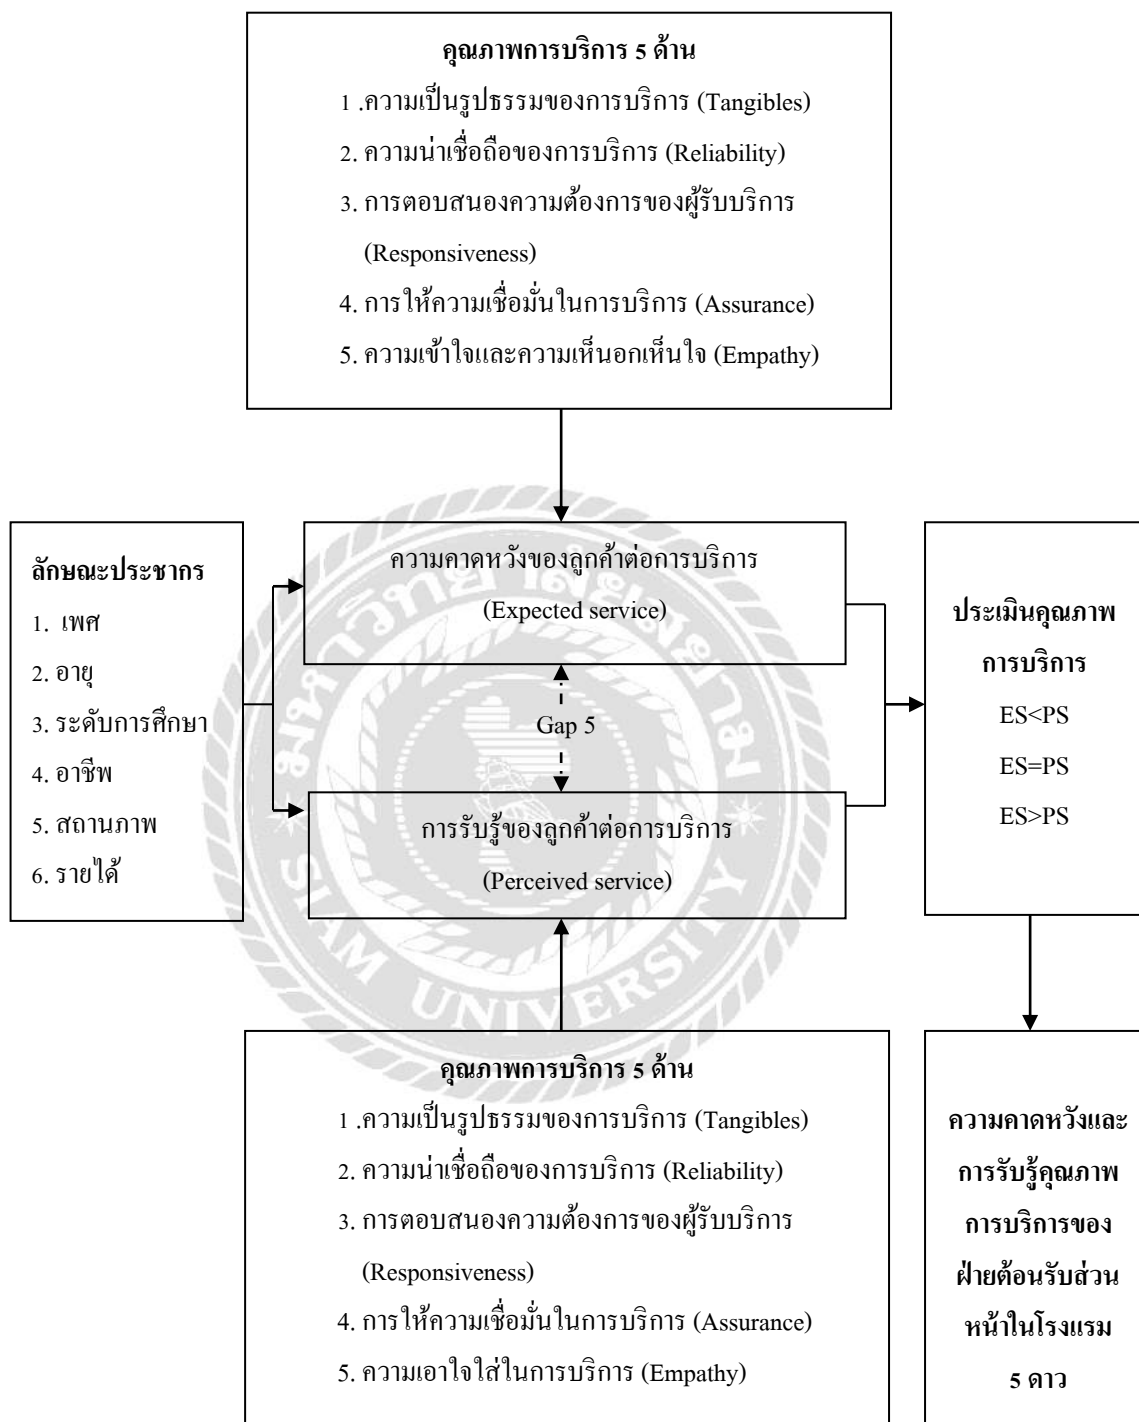 คุณภาพการบริการ 5 ด้าน
1 .ความเป็นรูปธรรมของการบริการ (Tangibles)
2. ความน่าเชื่อถือของการบริการ (Reliability)
3. การตอบสนองความต้องการของผู้รับบริการ
(Responsiveness)
4. การให้ความเชื่อมั่นในการบริการ (Assurance)
5. ความเข้าใจและความเห็นอกเห็นใจ (Empathy)
ลักษณะประชากร
1. เพศ
2. อายุ
3. ระดับการศึกษา
4. อาชีพ
5. สถานภาพ
6. รายได้
ความคาดหวังของลูกค้าต่อการบริการ
(Expected service)
Gap 5
การรับรู้ของลูกค้าต่อการบริการ
(Perceived service)
ประเมินคุณภาพ
การบริการ
ES<PS
ES=PS
ES>PS
มหาวิทยาลัยสยาม
SIAM UNIVERSITY
คุณภาพการบริการ 5 ด้าน
1 .ความเป็นรูปธรรมของการบริการ (Tangibles)
2. ความน่าเชื่อถือของการบริการ (Reliability)
3. การตอบสนองความต้องการของผู้รับบริการ
(Responsiveness)
4. การให้ความเชื่อมั่นในการบริการ (Assurance)
5. ความเอาใจใส่ในการบริการ (Empathy)
ความคาดหวังและ
การรับรู้คุณภาพ
การบริการของ
ฝ่ายต้อนรับส่วน
หน้าในโรงแรม
5 ดาว